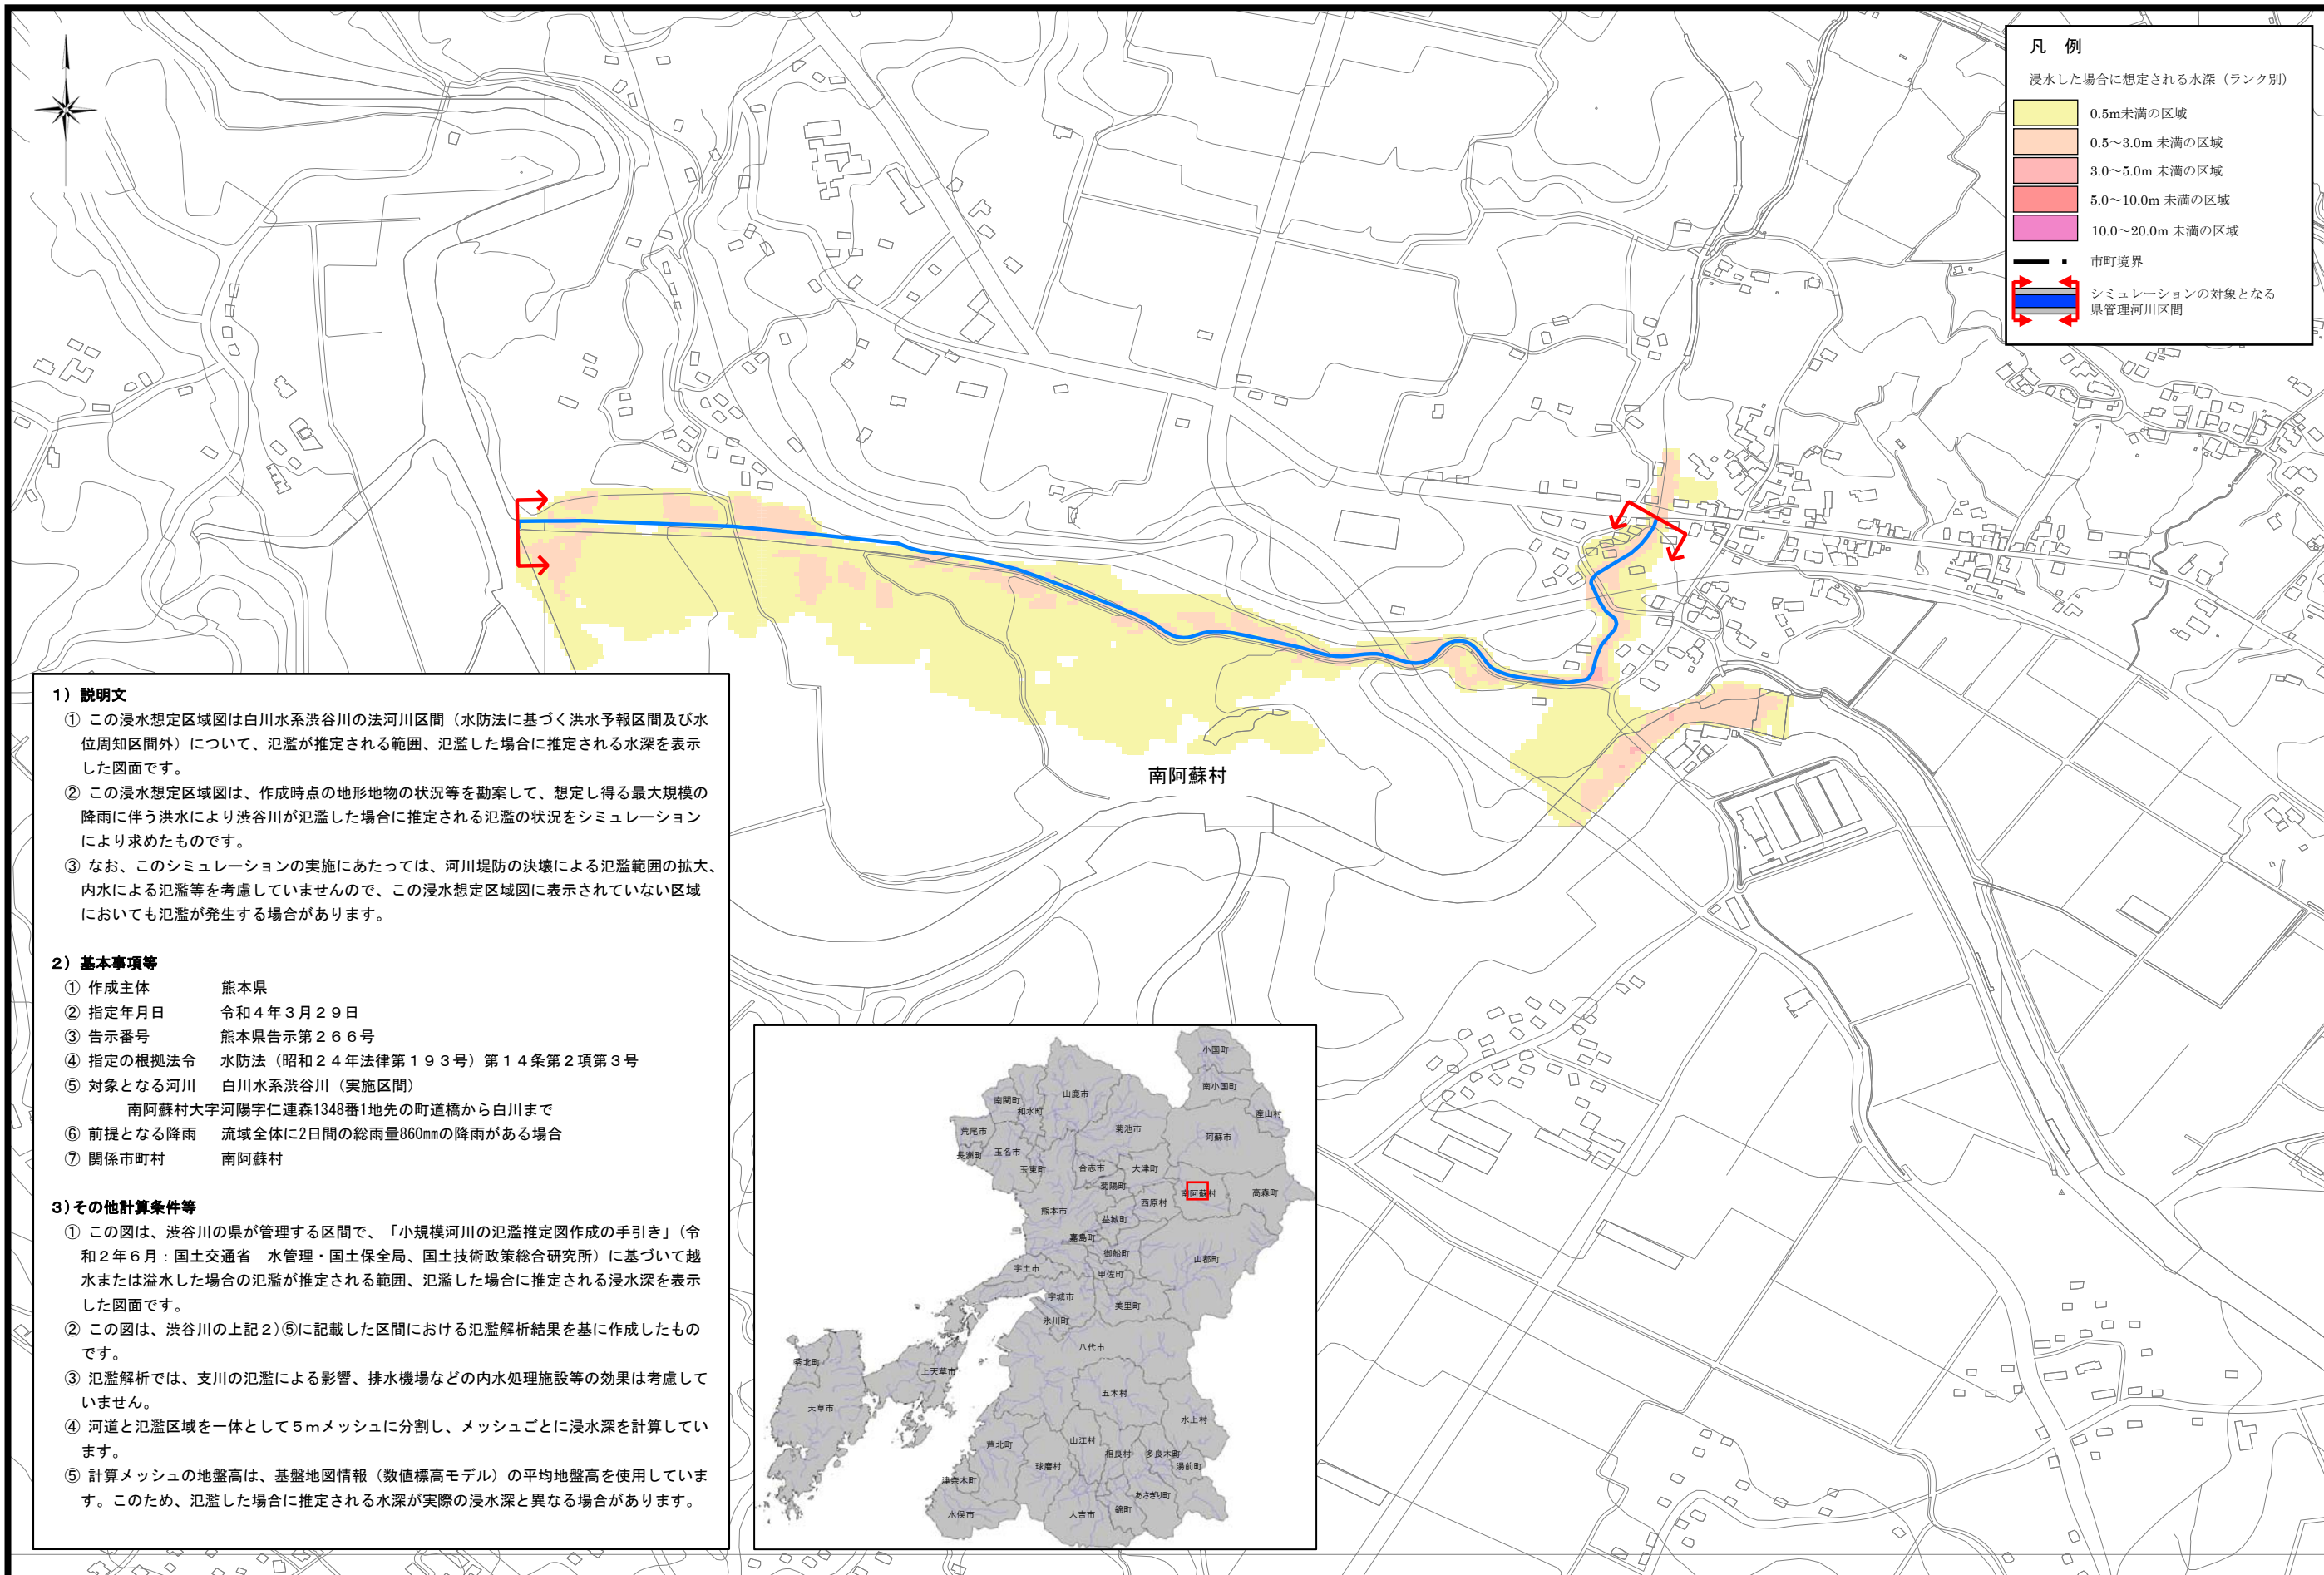 凡 例
浸水した場合に想定される水深（ランク別）
0.5m未満の区域
0.5～3.0m 未満の区域
3.0～5.0m 未満の区域
5.0～10.0m 未満の区域
10.0～20.0m 未満の区域
市町境界
シミュレーションの対象となる
県管理河川区間
南阿蘇村
1）説明文
① この浸水想定区域図は白川水系渋谷川の法河川区間（水防法に基づく洪水予報区間及び水
位周知区間外）について、氾濫が推定される範囲、氾濫した場合に推定される水深を表示
した図面です。
② この浸水想定区域図は、作成時点の地形地物の状況等を勘案して、想定し得る最大規模の
降雨に伴う洪水により渋谷川が氾濫した場合に推定される氾濫の状況をシミュレーション
により求めたものです。
③ なお、このシミュレーションの実施にあたっては、河川堤防の決壊による氾濫範囲の拡大、
内水による氾濫等を考慮していませんので、この浸水想定区域図に表示されていない区域
においても氾濫が発生する場合があります。
2）基本事項等
① 作成主体　熊本県
② 指定年月日　令和４年３月２９日
③ 告示番号　熊本県告示第２６６号
④ 指定の根拠法令　水防法（昭和２４年法律第１９３号）第１４条第２項第３号
⑤ 対象となる河川　白川水系渋谷川（実施区間）
南阿蘇村大字河陽字仁連森1348番1地先の町道橋から白川まで
⑥ 前提となる降雨　流域全体に2日間の総雨量860㎜の降雨がある場合
⑦ 関係市町村　南阿蘇村
3)その他計算条件等
① この図は、渋谷川の県が管理する区間で、「小規模河川の氾濫推定図作成の手引き」（令
和２年６月：国土交通省　水管理・国土保全局、国土技術政策総合研究所）に基づいて越
水または溢水した場合の氾濫が推定される範囲、氾濫した場合に推定される浸水深を表示
した図面です。
② この図は、渋谷川の上記２)⑤に記載した区間における氾濫解析結果を基に作成したもの
です。
③ 氾濫解析では、支川の氾濫による影響、排水機場などの内水処理施設等の効果は考慮して
いません。
④ 河道と氾濫区域を一体として５ｍメッシュに分割し、メッシュごとに浸水深を計算してい
ます。
⑤ 計算メッシュの地盤高は、基盤地図情報（数値標高モデル）の平均地盤高を使用していま
す。このため、氾濫した場合に推定される水深が実際の浸水深と異なる場合があります。
小国町
南小国町
産山村
山鹿市
南関町
和水町
菊池市
阿蘇市
荒尾市
長洲町
玉名市
玉東町
合志市
大津町
菊陽町
西原村
南阿蘇村
高森町
熊本市
益城町
嘉島町
御船町
山都町
宇土市
甲佐町
宇城市
美里町
氷川町
八代市
苓北町
上天草市
天草市
五木村
水上村
芦北町
山江村
相良村
多良木町
湯前町
球磨村
津奈木町
あさぎり町
錦町
水俣市
人吉市